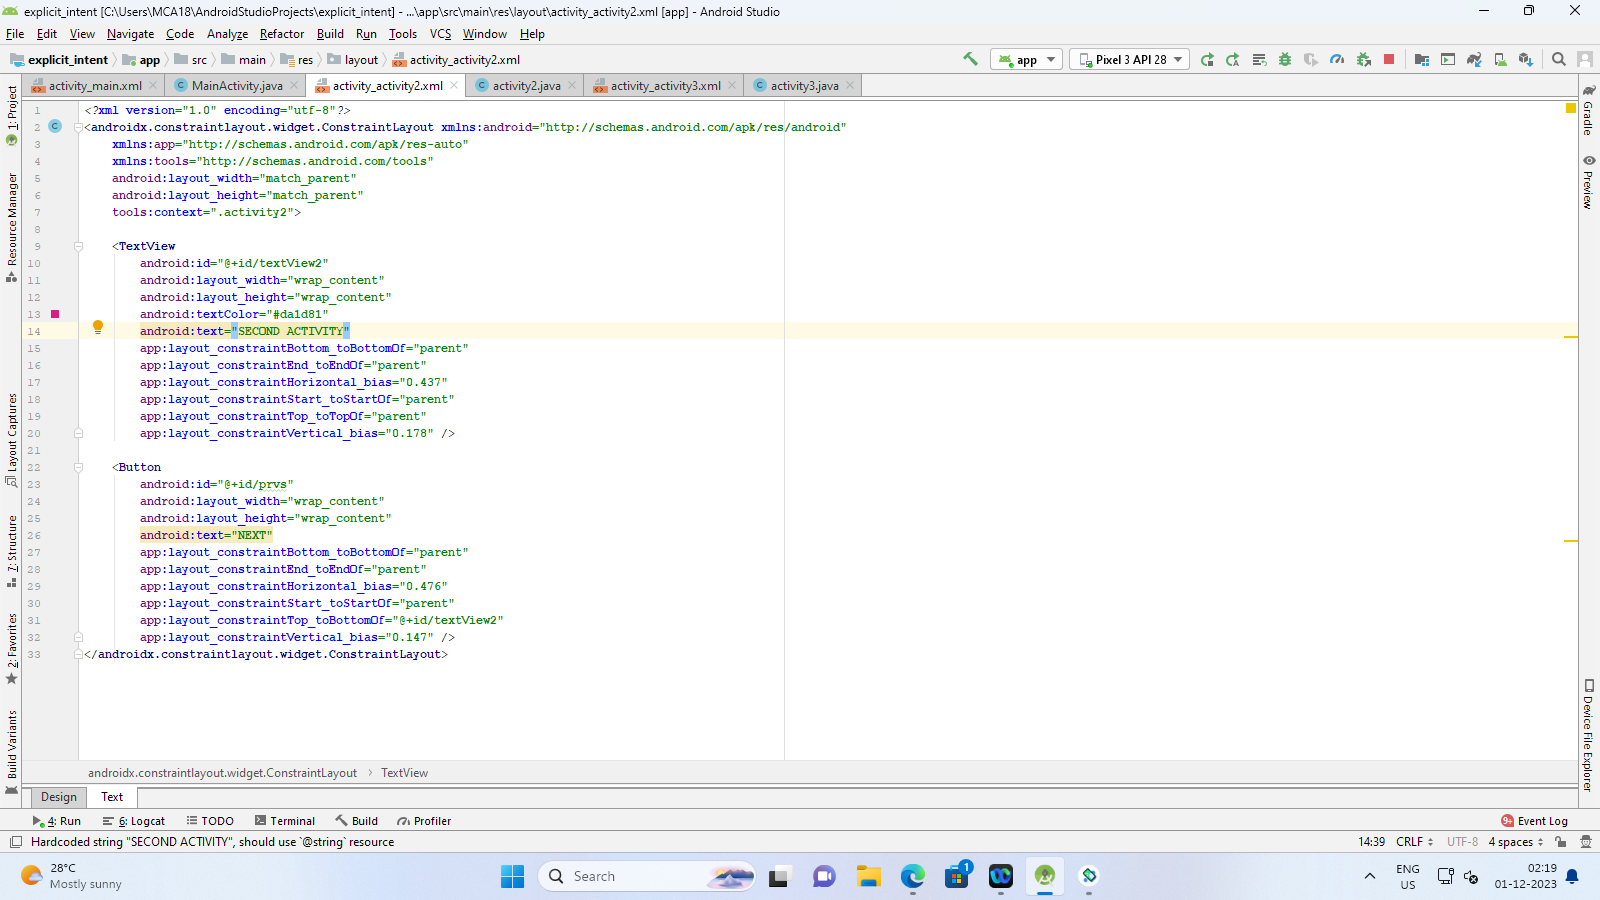 explicit_intent [C:\Users\MCA18\AndroidStudioProjects\explicit_intent] - ...\app\src\main\res\layout\activity_activity2.xml [app] - Android Studio
File Edit View Navigate Code Analyze Refactor Build Run Tools VCS Window Help
explicit_intent app src main res layout activity_activity2.xml app Pixel 3 API 28
activity_main.xml MainActivity.java activity_activity2.xml activity2.java activity_activity3.xml activity3.java
1 <?xml version="1.0" encoding="utf-8"?>
2 <androidx.constraintlayout.widget.ConstraintLayout xmlns:android="http://schemas.android.com/apk/res/android"
3 xmlns:app="http://schemas.android.com/apk/res-auto"
4 xmlns:tools="http://schemas.android.com/tools"
5 android:layout_width="match_parent"
6 android:layout_height="match_parent"
7 tools:context=".activity2">
8
9 <TextView
10 android:id="@+id/textView2"
11 android:layout_width="wrap_content"
12 android:layout_height="wrap_content"
13 android:textColor="#da1d81"
14 android:text="SECOND ACTIVITY"
15 app:layout_constraintBottom_toBottomOf="parent"
16 app:layout_constraintEnd_toEndOf="parent"
17 app:layout_constraintHorizontal_bias="0.437"
18 app:layout_constraintStart_toStartOf="parent"
19 app:layout_constraintTop_toTopOf="parent"
20 app:layout_constraintVertical_bias="0.178" />
21
22 <Button
23 android:id="@+id/prvs"
24 android:layout_width="wrap_content"
25 android:layout_height="wrap_content"
26 android:text="NEXT"
27 app:layout_constraintBottom_toBottomOf="parent"
28 app:layout_constraintEnd_toEndOf="parent"
29 app:layout_constraintHorizontal_bias="0.476"
30 app:layout_constraintStart_toStartOf="parent"
31 app:layout_constraintTop_toBottomOf="@+id/textView2"
32 app:layout_constraintVertical_bias="0.147" />
33 </androidx.constraintlayout.widget.ConstraintLayout>
1: Project
Resource Manager
Layout Captures
7: Structure
2: Favorites
Build Variants
Gradle
Preview
Device File Explorer
androidx.constraintlayout.widget.ConstraintLayout › TextView
Design Text
4: Run 6: Logcat TODO Terminal Build Profiler 9+ Event Log
Hardcoded string "SECOND ACTIVITY", should use `@string` resource 14:39 CRLF UTF-8 4 spaces
28°C
Mostly sunny
Search
1
ENG
US
02:19
01-12-2023